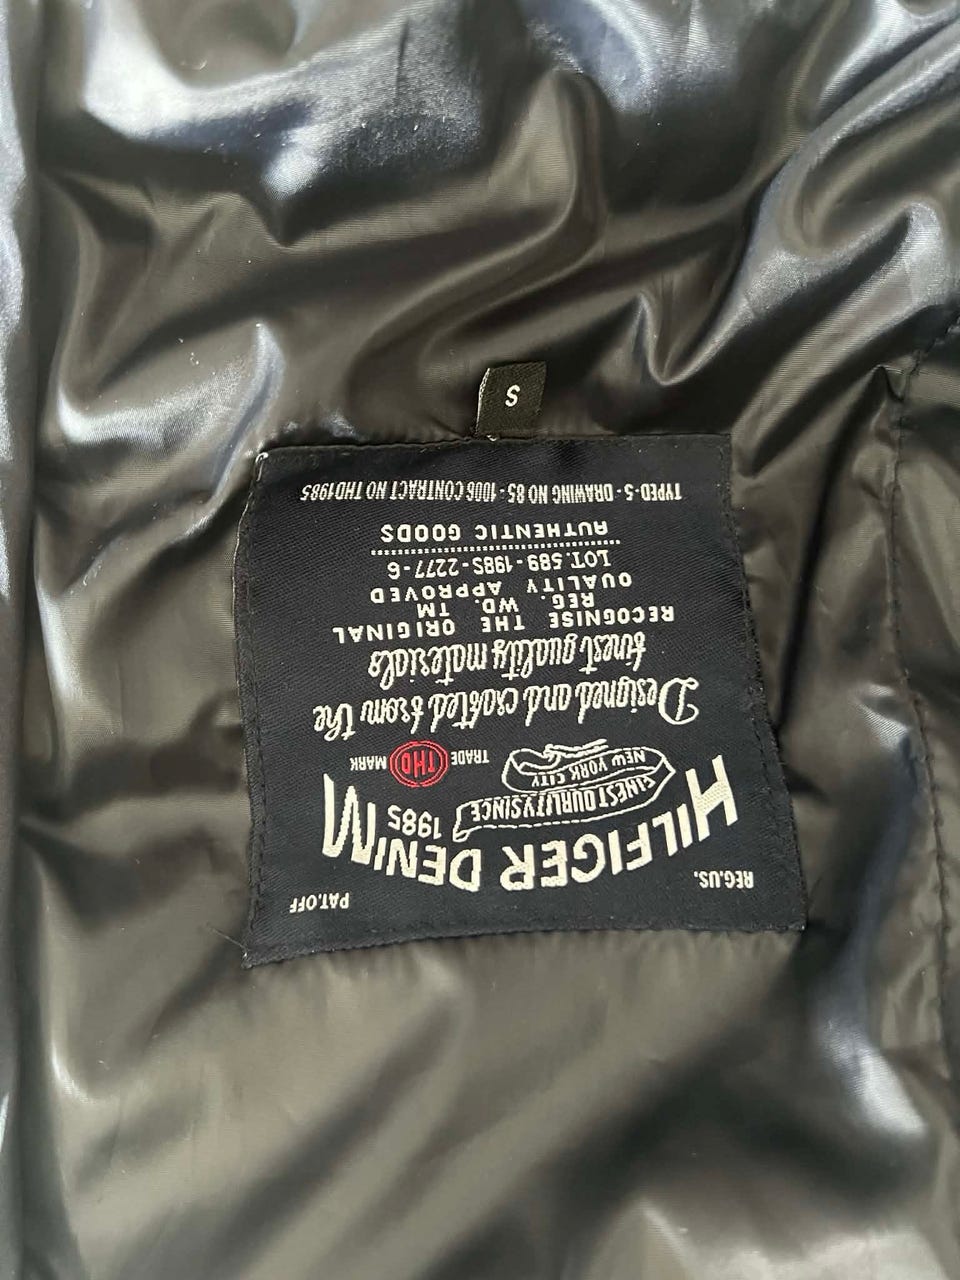 REG.US. PAT.OFF
HILFIGER DENIM
FINEST QUALITY SINCE 1985
NEW YORK CITY
TRADE THD MARK
Designed and crafted from the
finest quality materials
RECOGNISE THE ORIGINAL
REG. WD. TM
QUALITY APPROVED
LOT.589-1985-2277-6
AUTHENTIC GOODS
TYPED-S-DRAWING NO 85-1006 CONTRACT NO THD1985
S